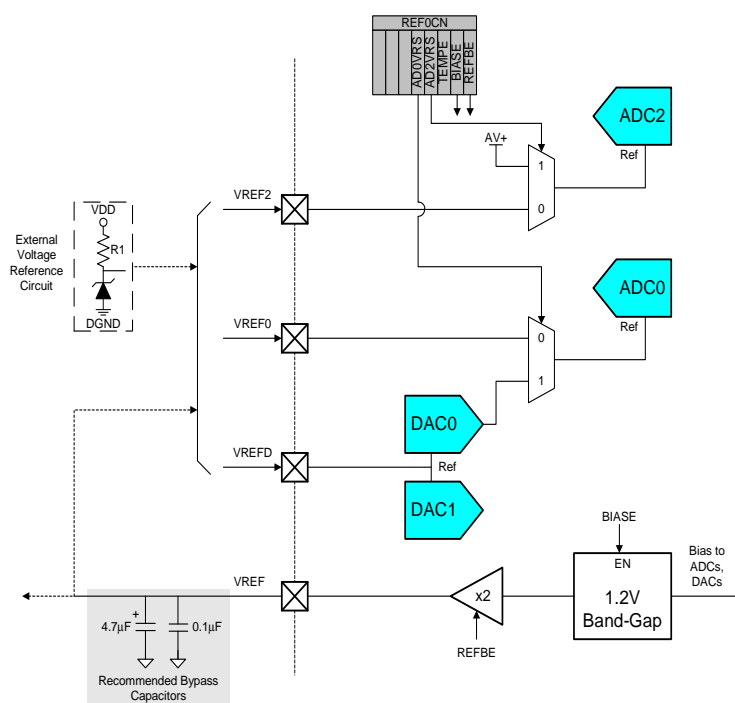 REF0CN
AD0VRS
AD2VRS
TEMPE
BIASE
REFBE
ADC2
Ref
AV+
1
0
VREF2
External
Voltage
Reference
Circuit
VDD
R1
DGND
ADC0
Ref
VREF0
0
1
DAC0
VREFD
Ref
DAC1
BIASE
EN
1.2V
Band-Gap
Bias to
ADCs,
DACs
VREF
x2
REFBE
+
4.7µF
0.1µF
Recommended Bypass
Capacitors